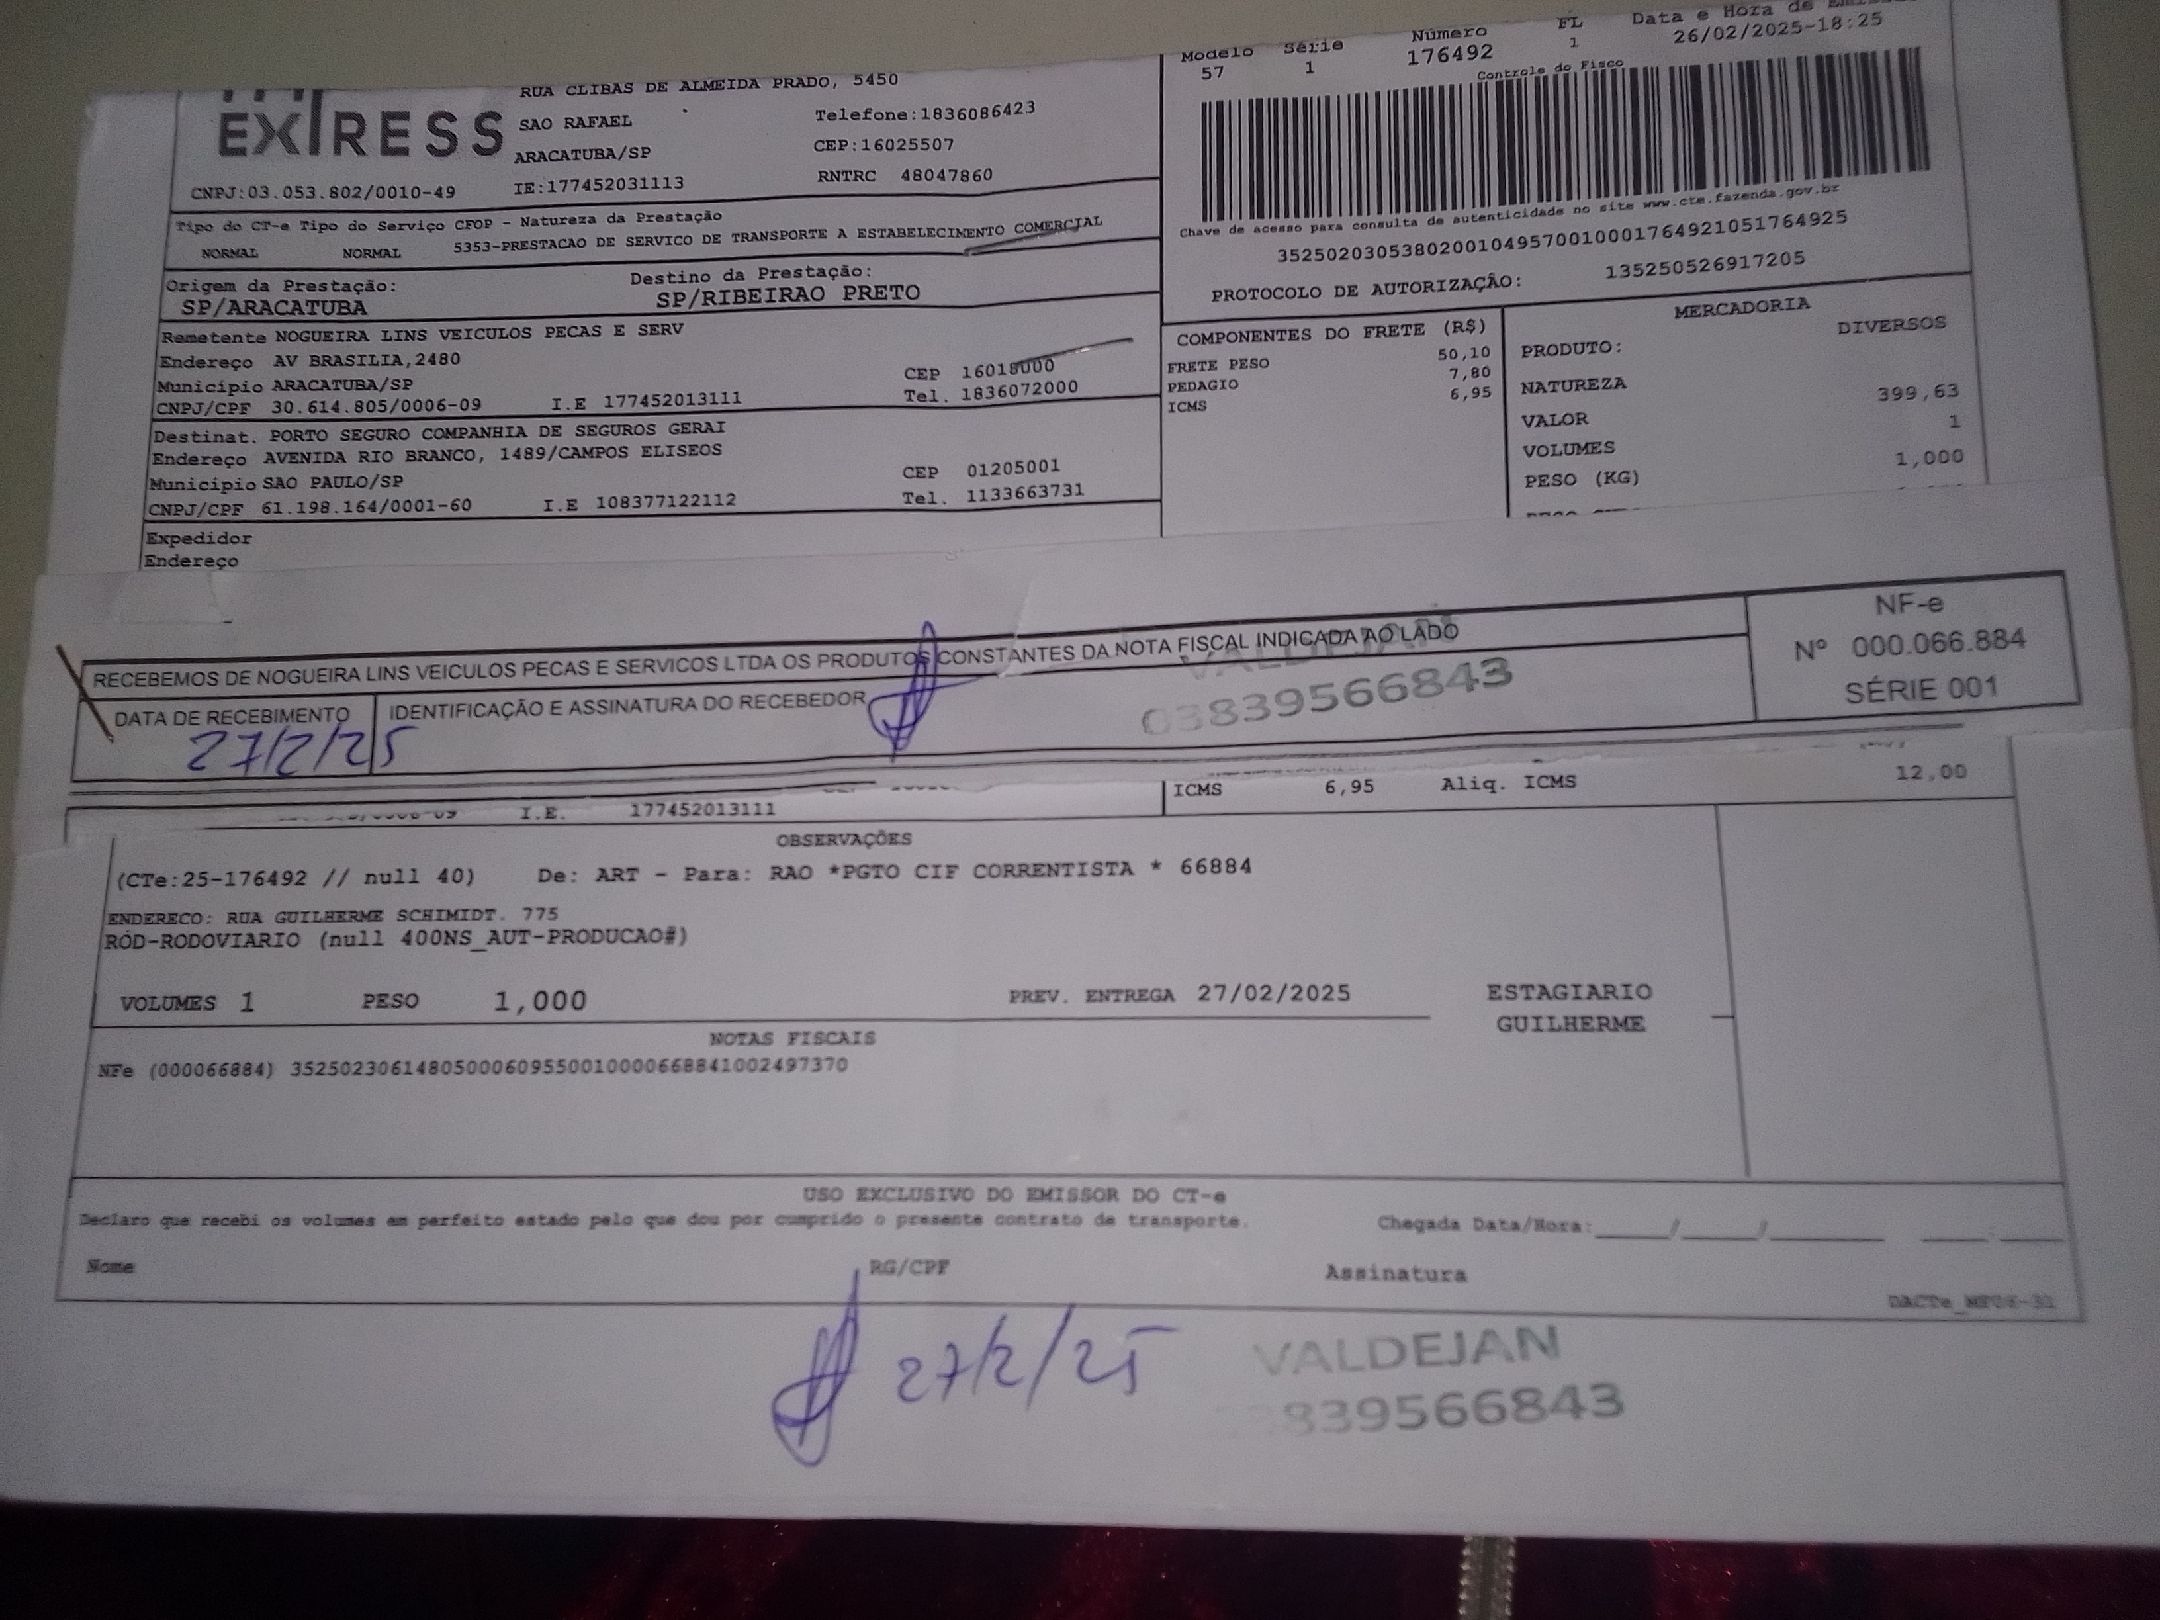 Modelo Série Número FL Data e Hora de
57 1 176492 1 26/02/2025-18:25
Controle do Fisco
EXPRESS
RUA CLIBAS DE ALMEIDA PRADO, 5450
SAO RAFAEL Telefone:1836086423
ARACATUBA/SP CEP:16025507
CNPJ:03.053.802/0010-49 IE:177452031113 RNTRC 48047860
Chave de acesso para consulta de autenticidade no site www.cte.fazenda.gov.br
35250203053802001049570010001764921051764925
PROTOCOLO DE AUTORIZAÇÃO: 135250526917205
Tipo do CT-e Tipo do Serviço CFOP - Natureza da Prestação
NORMAL NORMAL 5353-PRESTACAO DE SERVICO DE TRANSPORTE A ESTABELECIMENTO COMERCIAL
Origem da Prestação: Destino da Prestação:
SP/ARACATUBA SP/RIBEIRAO PRETO
Remetente NOGUEIRA LINS VEICULOS PECAS E SERV
Endereço AV BRASILIA,2480 CEP 16018000
Município ARACATUBA/SP Tel. 1836072000
CNPJ/CPF 30.614.805/0006-09 I.E 177452013111
Destinat. PORTO SEGURO COMPANHIA DE SEGUROS GERAI
Endereço AVENIDA RIO BRANCO, 1489/CAMPOS ELISEOS CEP 01205001
Município SAO PAULO/SP Tel. 1133663731
CNPJ/CPF 61.198.164/0001-60 I.E 108377122112
Expedidor
Endereço
COMPONENTES DO FRETE (R$)
FRETE PESO 50,10
PEDAGIO 7,80
ICMS 6,95
MERCADORIA
PRODUTO: DIVERSOS
NATUREZA
VALOR 399,63
VOLUMES 1
PESO (KG) 1,000
RECEBEMOS DE NOGUEIRA LINS VEICULOS PECAS E SERVICOS LTDA OS PRODUTOS CONSTANTES DA NOTA FISCAL INDICADA AO LADO
NF-e
Nº 000.066.884
SÉRIE 001
DATA DE RECEBIMENTO IDENTIFICAÇÃO E ASSINATURA DO RECEBEDOR
27/2/25
VALDEJAN
03839566843
I.E. 177452013111 ICMS 6,95 Aliq. ICMS 12,00
OBSERVAÇÕES
(CTe:25-176492 // null 40) De: ART - Para: RAO *PGTO CIF CORRENTISTA * 66884
ENDERECO: RUA GUILHERME SCHIMIDT. 775
ROD-RODOVIARIO (null 400NS_AUT-PRODUCAO#)
VOLUMES 1 PESO 1,000 PREV. ENTREGA 27/02/2025 ESTAGIARIO
GUILHERME
NOTAS FISCAIS
NFe (000066884) 35250230614805000609550010000668841002497370
USO EXCLUSIVO DO EMISSOR DO CT-e
Declaro que recebi os volumes em perfeito estado pelo que dou por cumprido o presente contrato de transporte. Chegada Data/Hora:____/____/______ ____ ____
Nome RG/CPF Assinatura
27/2/25
VALDEJAN
839566843